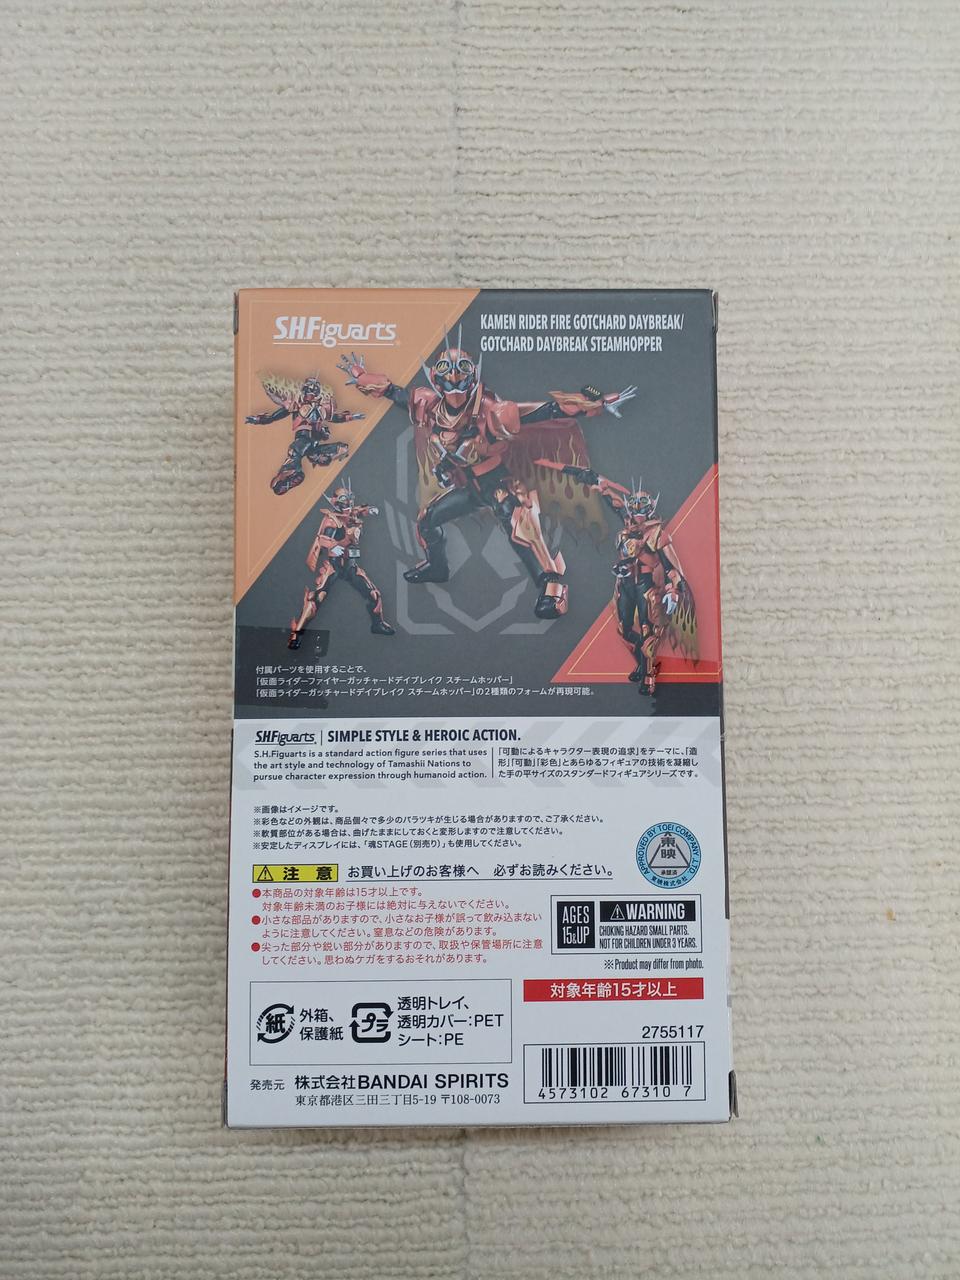 S.H.Figuarts
KAMEN RIDER FIRE GOTCHARD DAYBREAK/
GOTCHARD DAYBREAK STEAMHOPPER
付属パーツを使用することで、
「仮面ライダーファイヤーガッチャードデイブレイク スチームホッパー」
「仮面ライダーガッチャードデイブレイク スチームホッパー」の2種類のフォームが再現可能。
S.H.Figuarts | SIMPLE STYLE & HEROIC ACTION.
S.H.Figuarts is a standard action figure series that uses
the art style and technology of Tamashii Nations to
pursue character expression through humanoid action.
「可動によるキャラクター表現の追求」をテーマに、「造
形」「可動」「彩色」とあらゆるフィギュアの技術を凝縮し
た手の平サイズのスタンダードフィギュアシリーズです。
※画像はイメージです。
※彩色などの外観は、商品個々で多少のバラツキが生じる場合がありますので、ご了承ください。
※軟質部位がある場合は、曲げたままにしておくと変形しますので注意してください。
※安定したディスプレイには、「魂STAGE(別売り)」も使用してください。
注意 お買い上げのお客様へ 必ずお読みください。
●本商品の対象年齢は15才以上です。
対象年齢未満のお子様には絶対に与えないでください。
●小さな部品がありますので、小さなお子様が誤って飲み込まない
ように注意してください。窒息などの危険があります。
●尖った部分や鋭い部分がありますので、取扱や保管場所に注意
してください。思わぬケガをするおそれがあります。
APPROVED BY TOEI COMPANY, LTD
東映
承認済
東映株式会社
AGES
15&UP
WARNING
CHOKING HAZARD SMALL PARTS.
NOT FOR CHILDREN UNDER 3 YEARS.
※Product may differ from photo.
対象年齢15才以上
紙
外箱、
保護紙
プラ
透明トレイ、
透明カバー:PET
シート:PE
2755117
4573102 67310 7
発売元 株式会社BANDAI SPIRITS
東京都港区三田三丁目5-19 〒108-0073